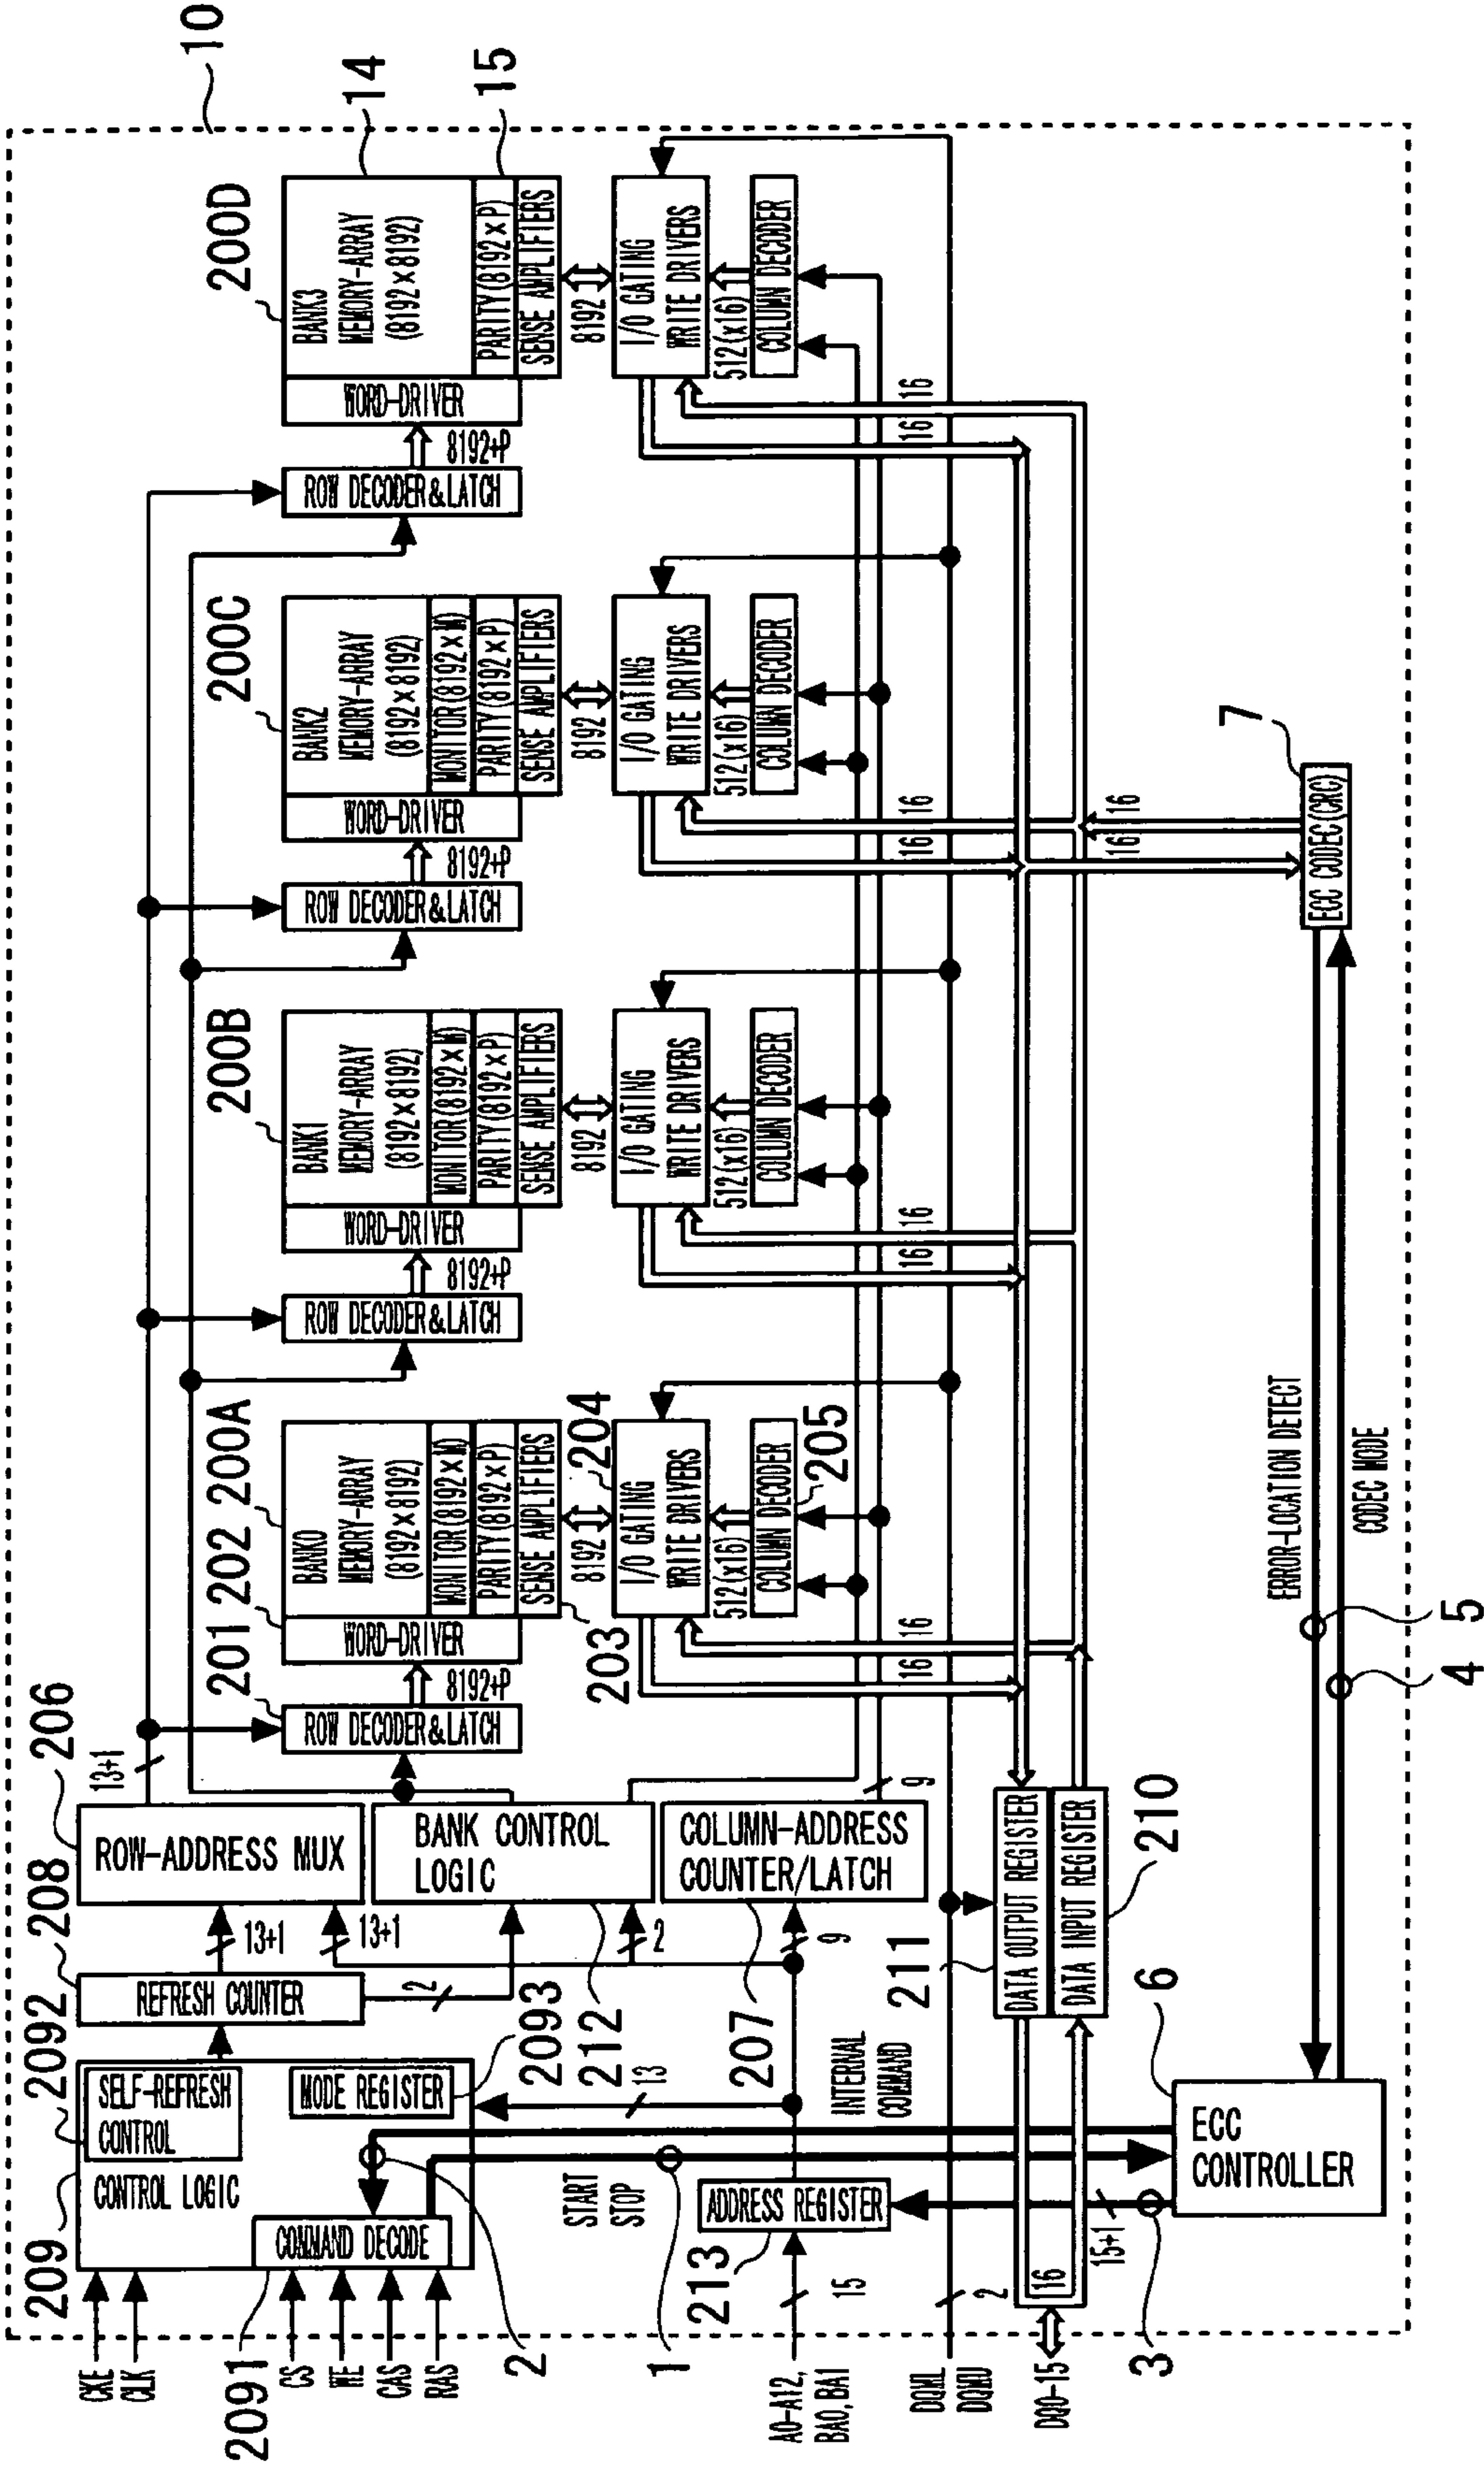 10
14
15
200D
BANK3
MEMORY-ARRAY
(8192×8192)
PARITY(8192×P)
SENSE AMPLIFIERS
WORD-DRIVER
8192+P
ROW DECODER&LATCH
8192
I/O GATING
WRITE DRIVERS
512(×16)
COLUMN DECODER
16
16
200C
BANK2
MEMORY-ARRAY
(8192×8192)
MONITOR(8192×M)
PARITY(8192×P)
SENSE AMPLIFIERS
WORD-DRIVER
8192+P
ROW DECODER&LATCH
8192
I/O GATING
WRITE DRIVERS
512(×16)
COLUMN DECODER
16
16
16
16
7
ECC CODEC(CRC)
200B
BANK1
MEMORY-ARRAY
(8192×8192)
MONITOR(8192×M)
PARITY(8192×P)
SENSE AMPLIFIERS
WORD-DRIVER
8192+P
ROW DECODER&LATCH
8192
I/O GATING
WRITE DRIVERS
512(×16)
COLUMN DECODER
16
16
200A
202
201
BANK0
MEMORY-ARRAY
(8192×8192)
MONITOR(8192×M)
PARITY(8192×P)
SENSE AMPLIFIERS
WORD-DRIVER
8192+P
ROW DECODER&LATCH
203
204
8192
I/O GATING
WRITE DRIVERS
512(×16)
COLUMN DECODER
205
16
16
ERROR-LOCATION DETECT
CODEC MODE
5
4
206
13+1
ROW-ADDRESS MUX
BANK CONTROL
LOGIC
COLUMN-ADDRESS
COUNTER/LATCH
9
208
13+1
13+1
2
9
REFRESH COUNTER
2
2092
2093
212
207
211
DATA OUTPUT REGISTER
DATA INPUT REGISTER
210
209
SELF-REFRESH
CONTROL
MODE REGISTER
CONTROL LOGIC
COMMAND DECODE
2091
13
INTERNAL
COMMAND
START
STOP
1
2
ADDRESS REGISTER
213
15
2
16
15+1
3
6
ECC
CONTROLLER
CKE
CLK
CS
WE
CAS
RAS
A0-A12,
BA0,BA1
DQML
DQMU
DQ0-15